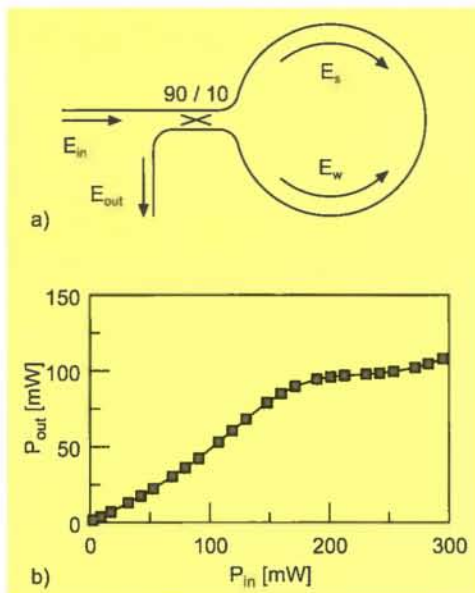 90 / 10
E_s
E_in
E_w
E_out
a)
150
100
50
0
P_out [mW]
0 100 200 300
b) P_in [mW]